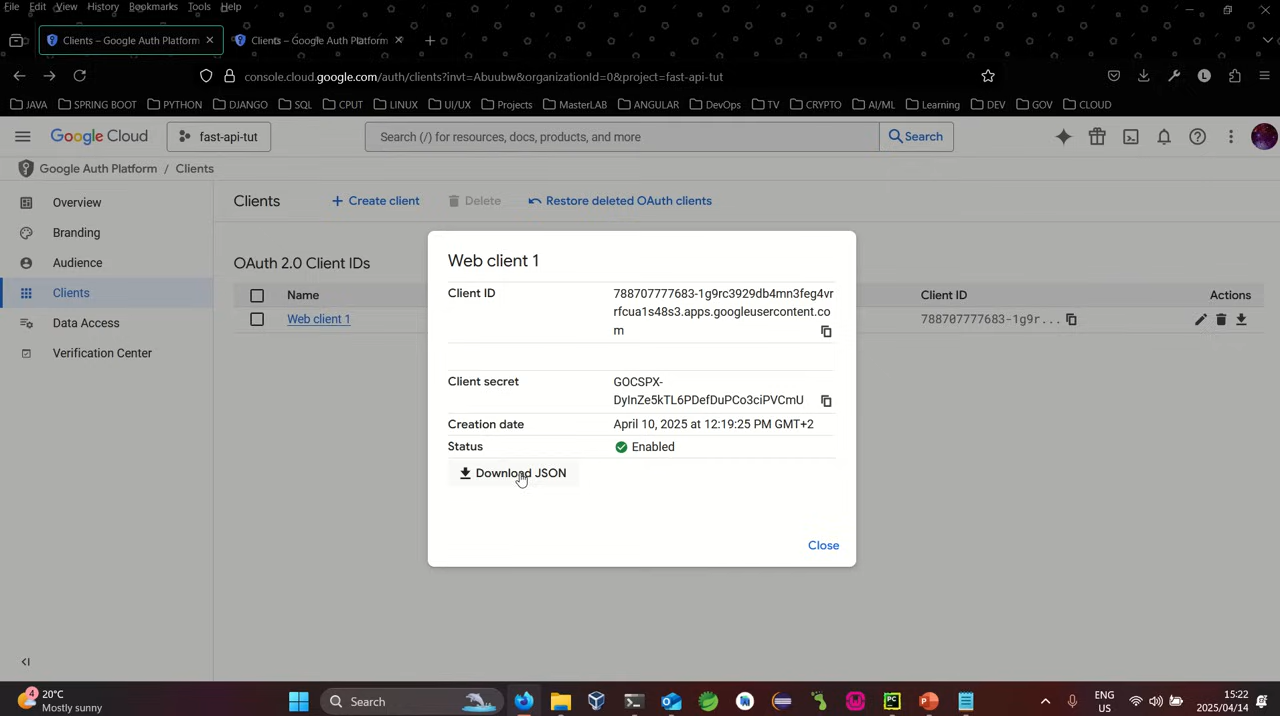 File Edit View History Bookmarks Tools Help
Clients – Google Auth Platform
Clients – Google Auth Platform
console.cloud.google.com/auth/clients?invt=Abuubw&organizationId=0&project=fast-api-tut
JAVA SPRING BOOT PYTHON DJANGO SQL CPUT LINUX UI/UX Projects MasterLAB ANGULAR DevOps TV CRYPTO AI/ML Learning DEV GOV CLOUD
Google Cloud fast-api-tut Search (/) for resources, docs, products, and more Search
Google Auth Platform / Clients
Overview
Branding
Audience
Clients
Data Access
Verification Center
Clients + Create client Delete Restore deleted OAuth clients
OAuth 2.0 Client IDs
Name Client ID Actions
Web client 1 788707777683-1g9r...
Web client 1
Client ID 788707777683-1g9rc3929db4mn3feg4vr
rfcua1s48s3.apps.googleusercontent.co
m
Client secret GOCSPX-
DyInZe5kTL6PDefDuPCo3ciPVCmU
Creation date April 10, 2025 at 12:19:25 PM GMT+2
Status Enabled
Download JSON
Close
4 20°C
Mostly sunny
Search
ENG
US
15:22
2025/04/14